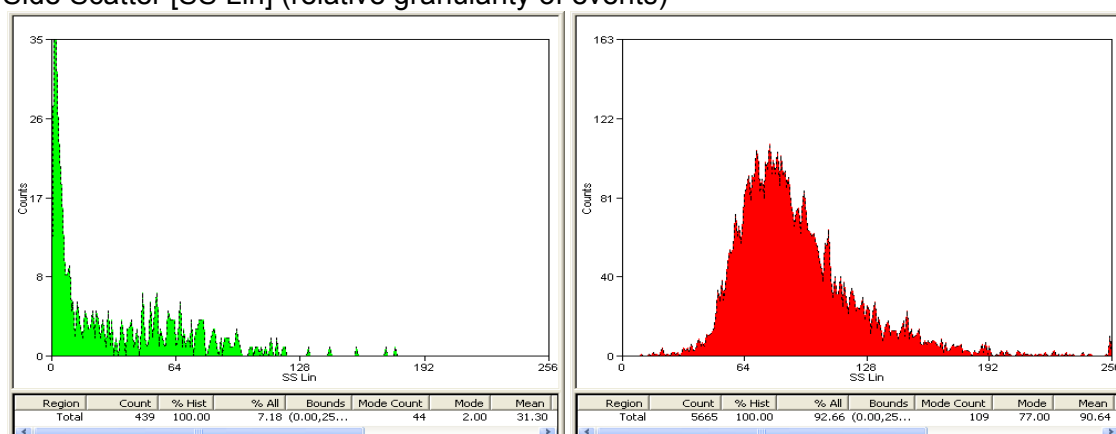 Side Scatter [SS Lin] (relative granularity of events)
35
26
17
8
0
Counts
0 64 128 192 256
SS Lin
Region Count % Hist % All Bounds Mode Count Mode Mean
Total 439 100.00 7.18 (0.00,25... 44 2.00 31.30
163
122
81
40
0
Counts
0 64 128 192 256
SS Lin
Region Count % Hist % All Bounds Mode Count Mode Mean
Total 5665 100.00 92.66 (0.00,25... 109 77.00 90.64